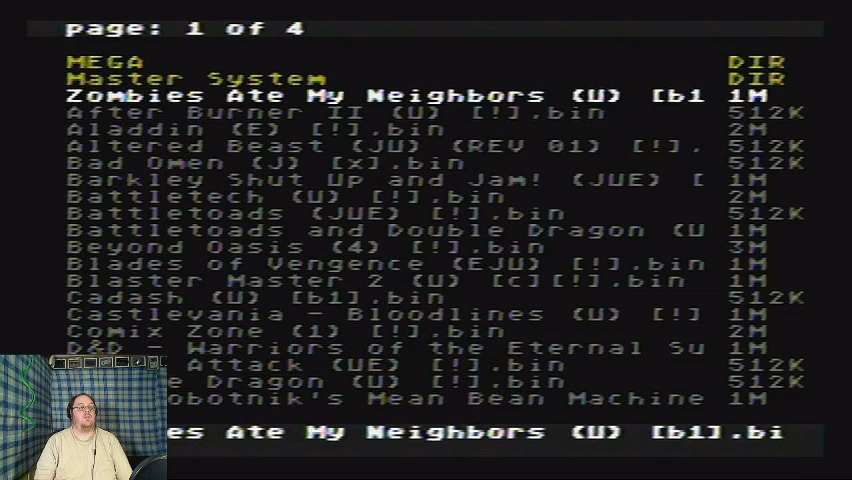 page: 1 of 4
MEGA DIR
Master System DIR
Zombies Ate My Neighbors (U) [b1 1M
After Burner II (U) [!].bin 512K
Aladdin (E) [!].bin 2M
Altered Beast (JU) (REV 01) [!]. 512K
Bad Omen (J) [x].bin 512K
Barkley Shut Up and Jam! (JUE) [ 1M
Battletech (U) [!].bin 2M
Battletoads (JUE) [!].bin 512K
Battletoads and Double Dragon (U 1M
Beyond Oasis (4) [!].bin 3M
Blades of Vengence (EJU) [!].bin 1M
Blaster Master 2 (U) [c][!].bin 1M
Cadash (U) [b1].bin 512K
Castlevania - Bloodlines (U) [!] 1M
Comix Zone (1) [!].bin 2M
D&D - Warriors of the Eternal Su 1M
Attack (UE) [!].bin 512K
e Dragon (U) [!].bin 512K
obotnik's Mean Bean Machine 1M
es Ate My Neighbors (U) [b1].bi